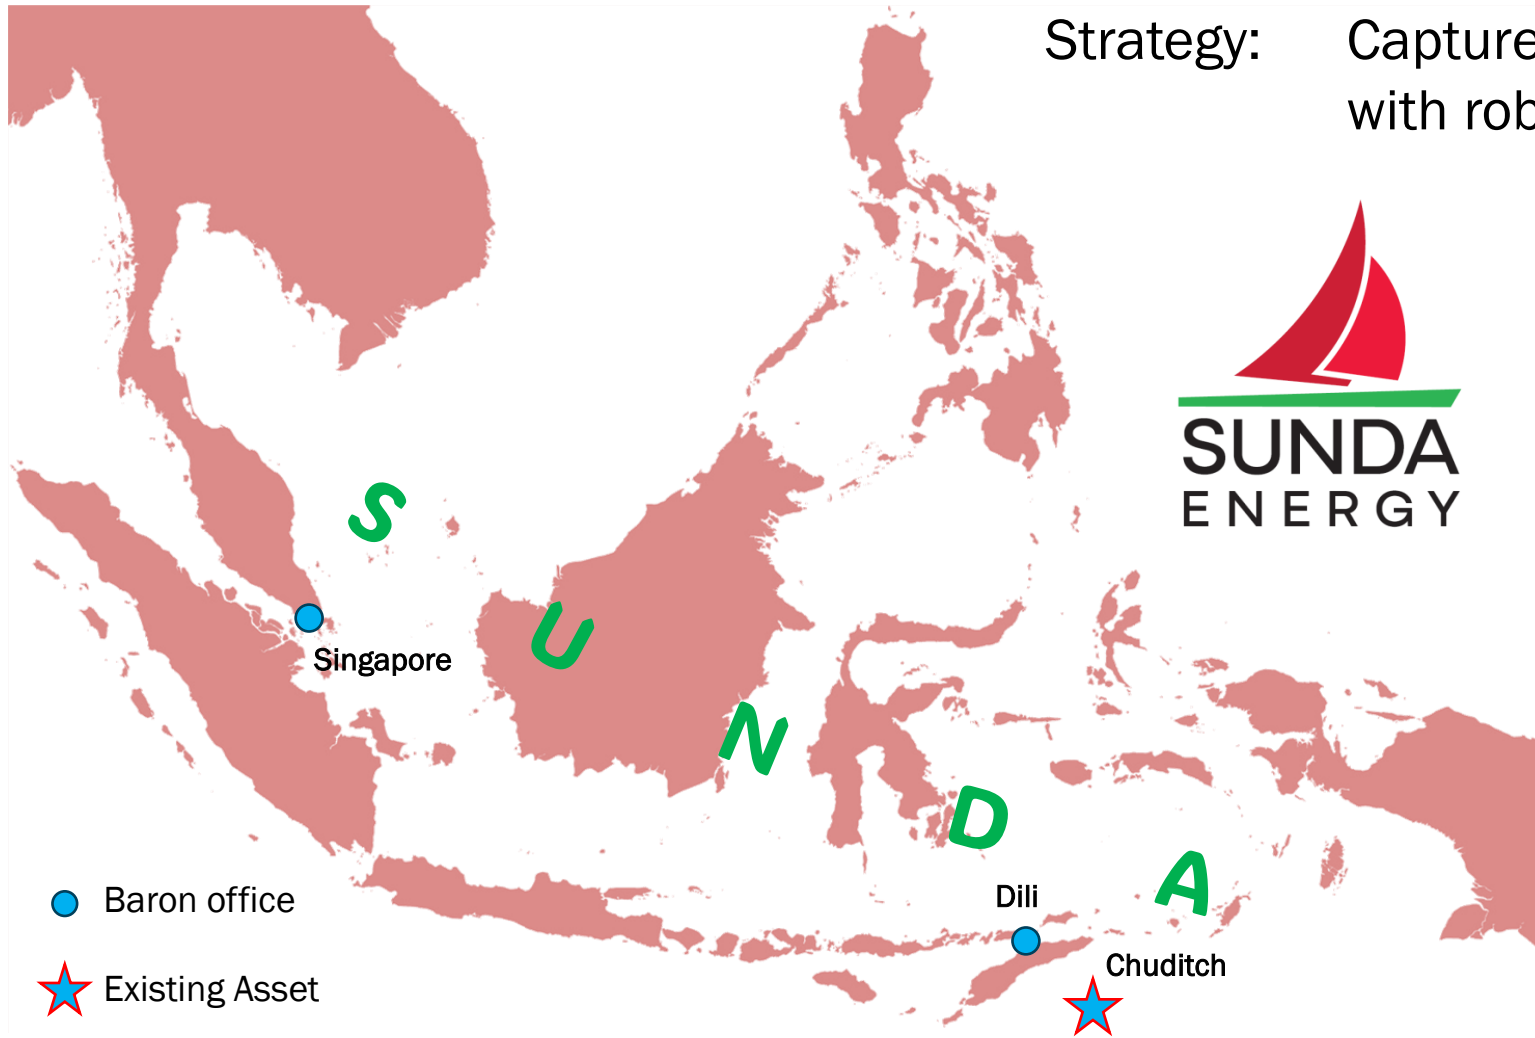 Strategy: Capture
with rob
SUNDA
ENERGY
S
U
N
D
A
Singapore
Dili
Chuditch
Baron office
Existing Asset